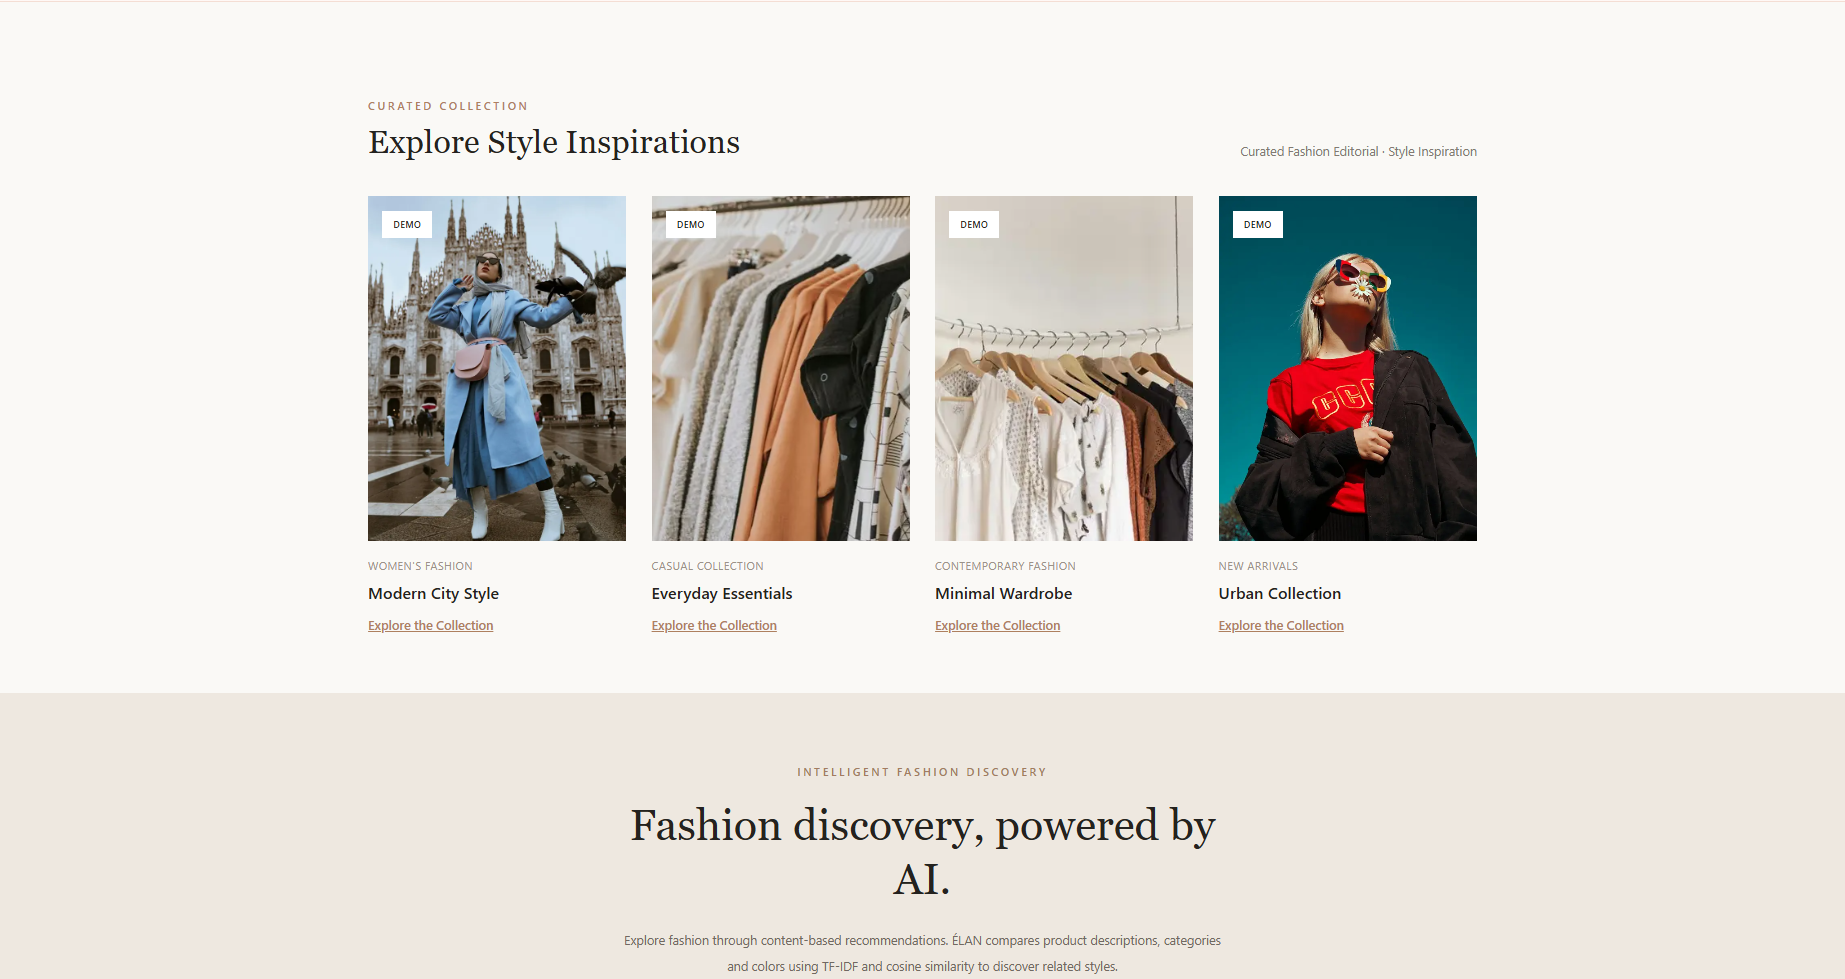 CURATED COLLECTION
Explore Style Inspirations
Curated Fashion Editorial · Style Inspiration
DEMO
DEMO
DEMO
DEMO
WOMEN'S FASHION
Modern City Style
Explore the Collection
CASUAL COLLECTION
Everyday Essentials
Explore the Collection
CONTEMPORARY FASHION
Minimal Wardrobe
Explore the Collection
NEW ARRIVALS
Urban Collection
Explore the Collection
INTELLIGENT FASHION DISCOVERY
Fashion discovery, powered by
AI.
Explore fashion through content-based recommendations. ÉLAN compares product descriptions, categories
and colors using TF-IDF and cosine similarity to discover related styles.